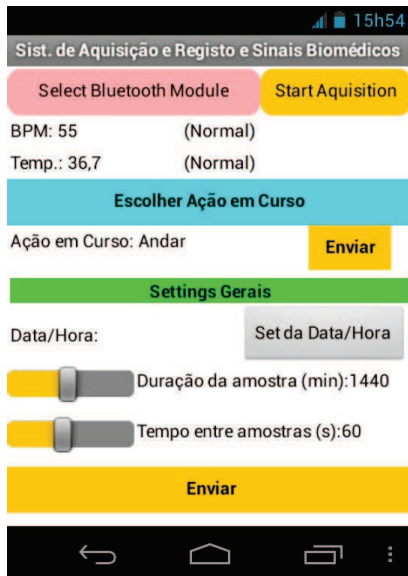 15h54
Sist. de Aquisição e Registo e Sinais Biomédicos
Select Bluetooth Module Start Aquisition
BPM: 55 (Normal)
Temp.: 36,7 (Normal)
Escolher Ação em Curso
Ação em Curso: Andar Enviar
Settings Gerais
Data/Hora: Set da Data/Hora
Duração da amostra (min):1440
Tempo entre amostras (s):60
Enviar